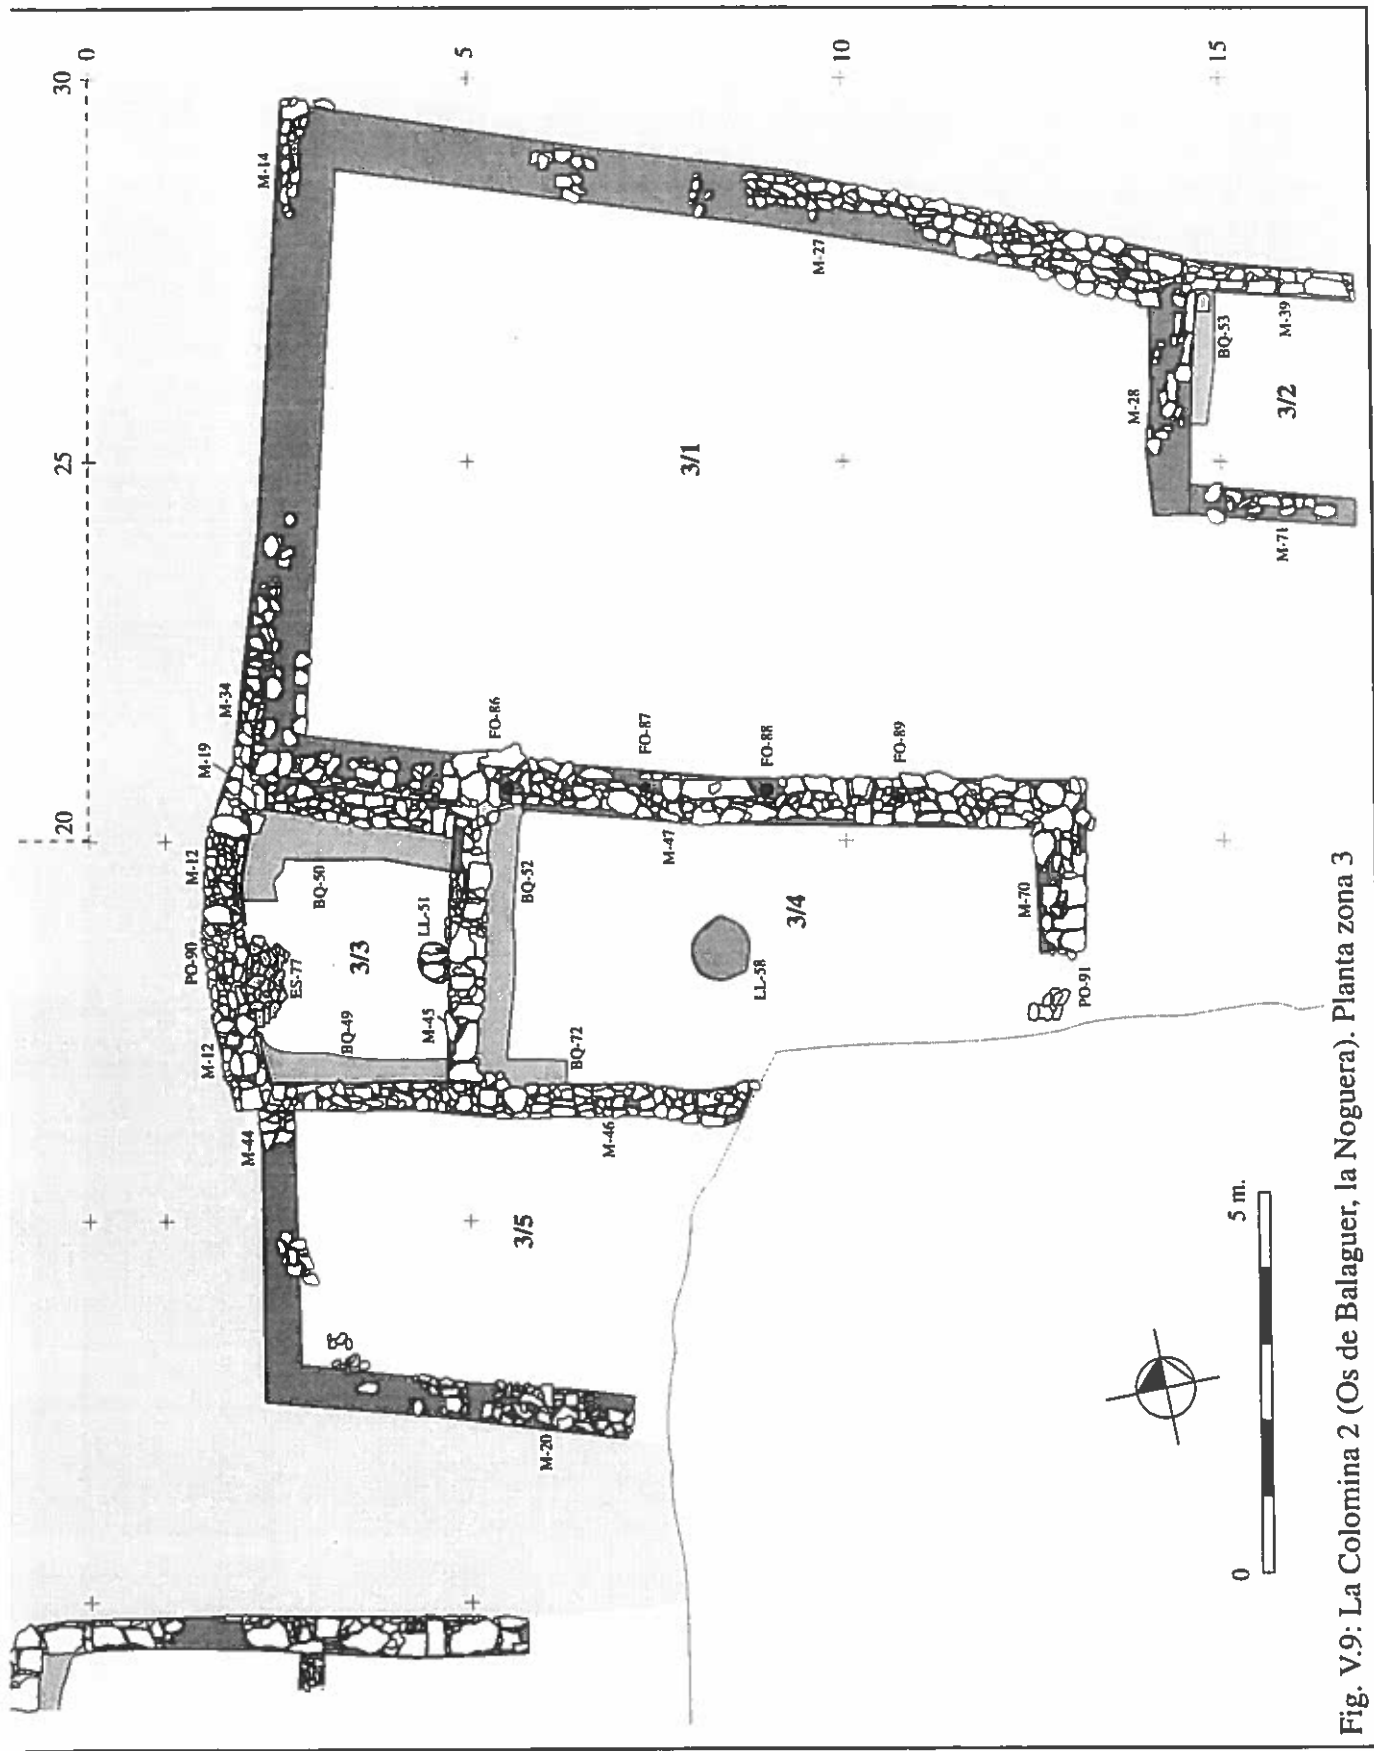 30
25
20
0
5
10
15
M-14
M-34
M-19
M-12
PO-90
M-12
M-44
M-27
M-28
BQ-53
M-39
M-71
3/1
3/2
FO-86
FO-87
FO-88
FO-89
BQ-50
ES-77
3/3
LL-51
BQ-49
M-45
BQ-52
M-47
3/4
LL-58
M-70
PO-91
BQ-72
M-46
3/5
M-20
0
5 m.
Fig. V.9: La Colomina 2 (Os de Balaguer, la Noguera). Planta zona 3